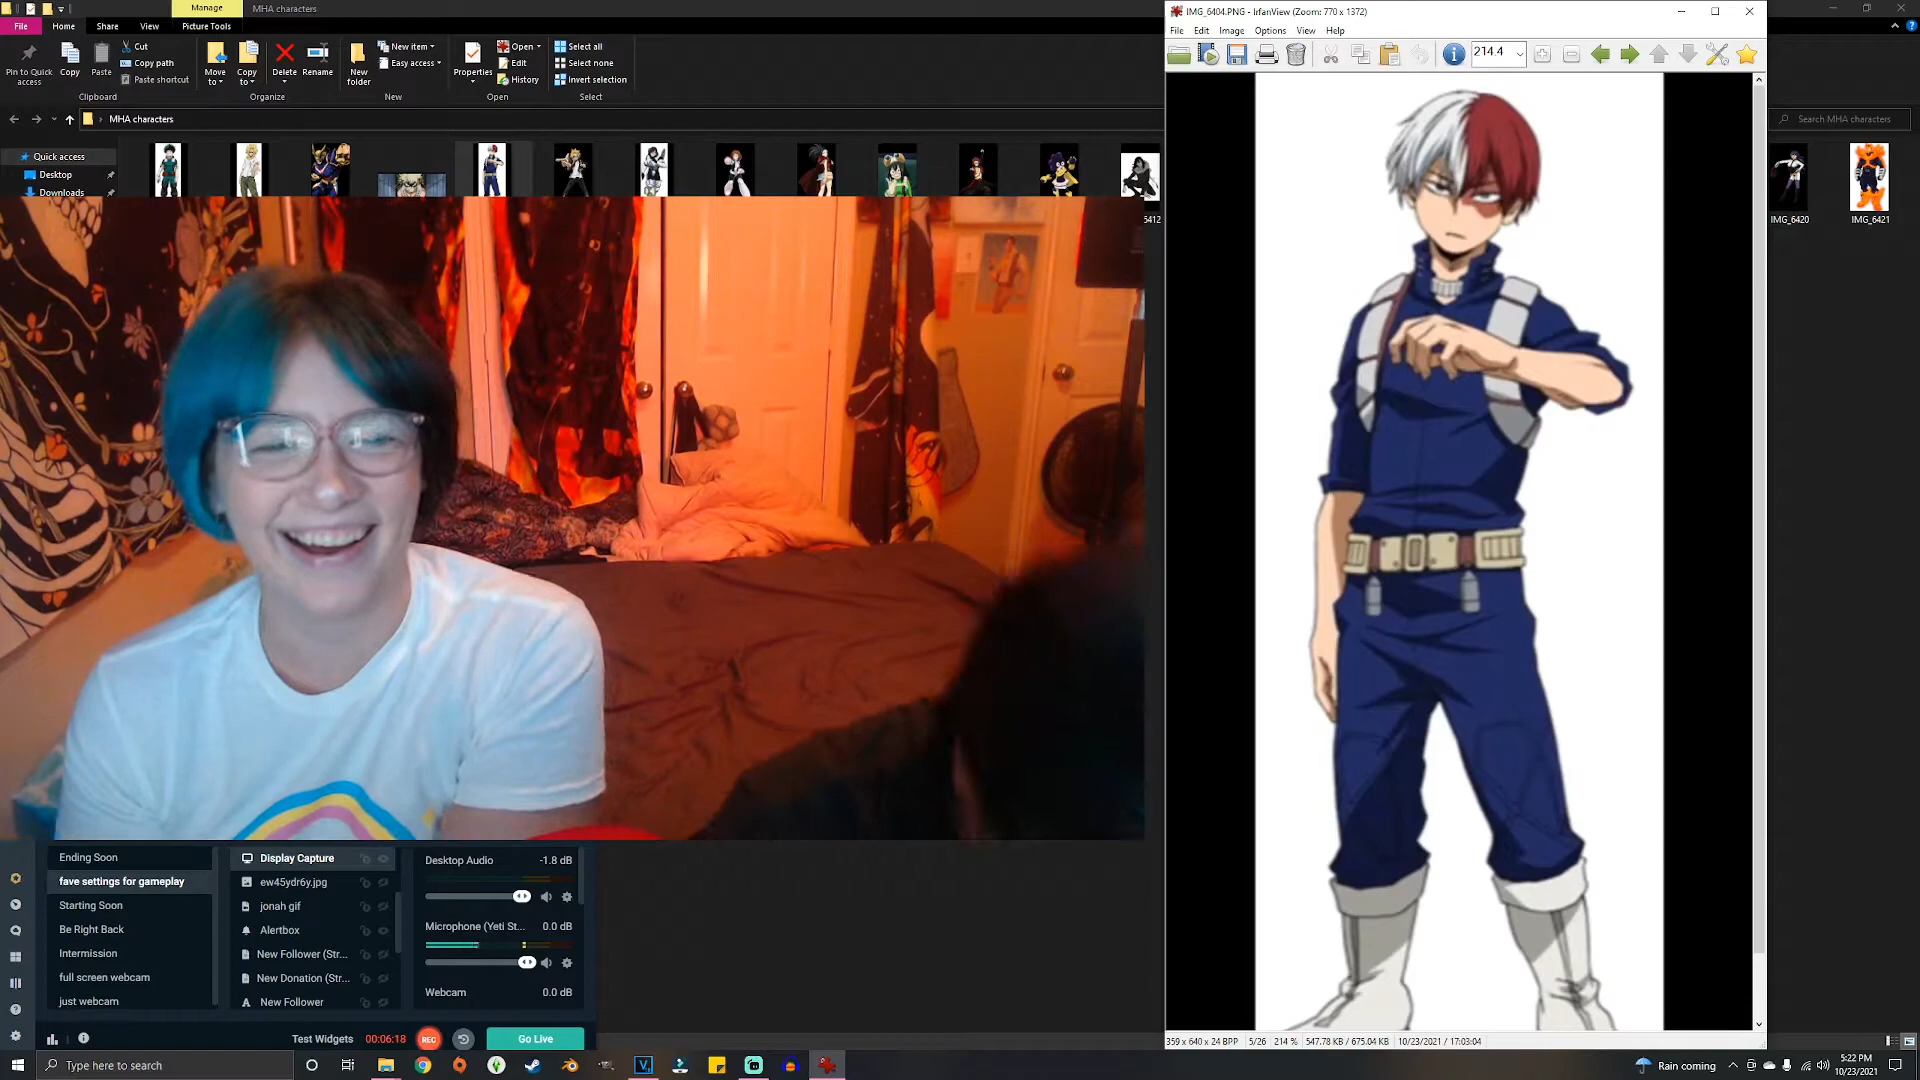 Manage
MHA characters
File
Home
Share
View
Picture Tools
Pin to Quick access
Copy
Paste
Cut
Copy path
Paste shortcut
Move to
Copy to
Delete
Rename
New folder
New item
Easy access
Properties
Open
Edit
History
Select all
Select none
Invert selection
Clipboard
Organize
New
Open
Select
MHA characters
Search MHA characters
Quick access
Desktop
Downloads
5412
IMG_6420
IMG_6421
IMG_6404.PNG - IrfanView (Zoom: 770 x 1372)
File
Edit
Image
Options
View
Help
214.4
359 x 640 x 24 BPP
5/26
214 %
547.78 KB / 675.04 KB
10/23/2021 / 17:03:04
Ending Soon
fave settings for gameplay
Starting Soon
Be Right Back
Intermission
full screen webcam
just webcam
Display Capture
ew45ydr6y.jpg
jonah gif
Alertbox
New Follower (Str...
New Donation (Str...
New Follower
Desktop Audio
-1.8 dB
Microphone (Yeti St...
0.0 dB
Webcam
0.0 dB
Test Widgets
00:06:18
REC
Go Live
Type here to search
Rain coming
5:22 PM
10/23/2021